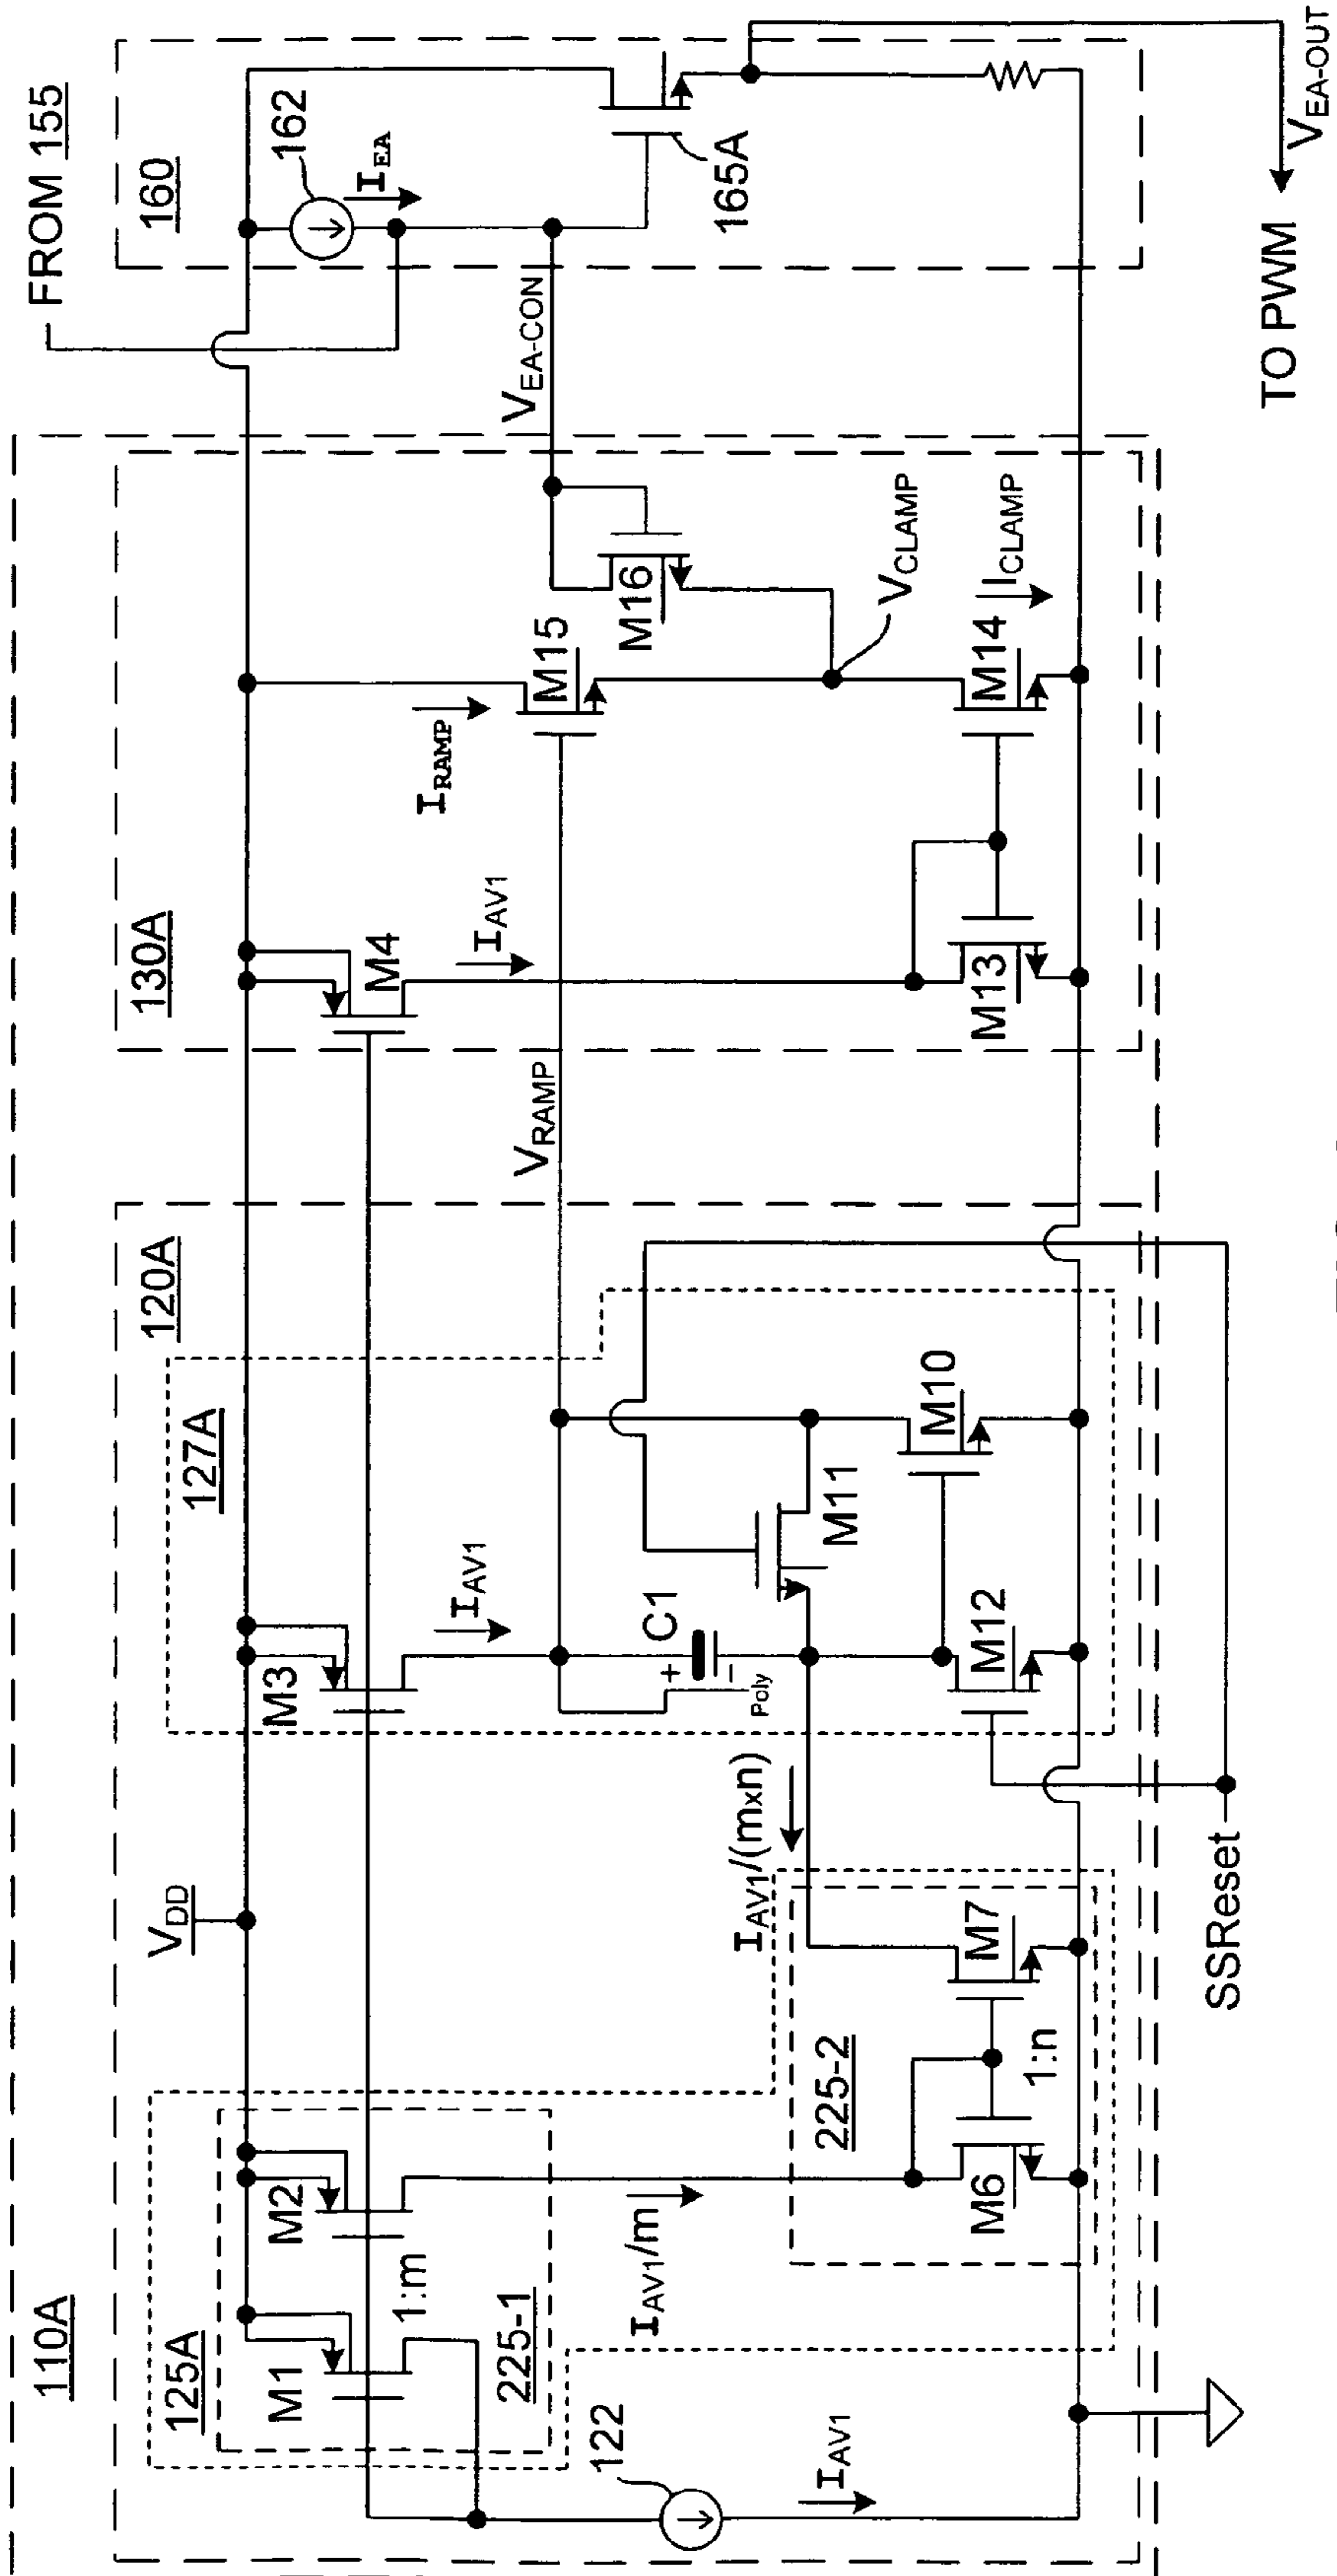 110A
125A
M1
M2
1:m
225-1
122
I_AV1
I_AV1/m
225-2
M6
M7
1:n
V_DD
I_AV1/(mxn)
SSReset
120A
127A
M3
I_AV1
C1
+
−
Poly
M11
M12
M10
V_RAMP
130A
M4
I_AV1
I_RAMP
M15
M16
M13
M14
V_CLAMP
I_CLAMP
V_EA-CON
FROM 155
160
162
I_EA
165A
V_EA-OUT
TO PWM